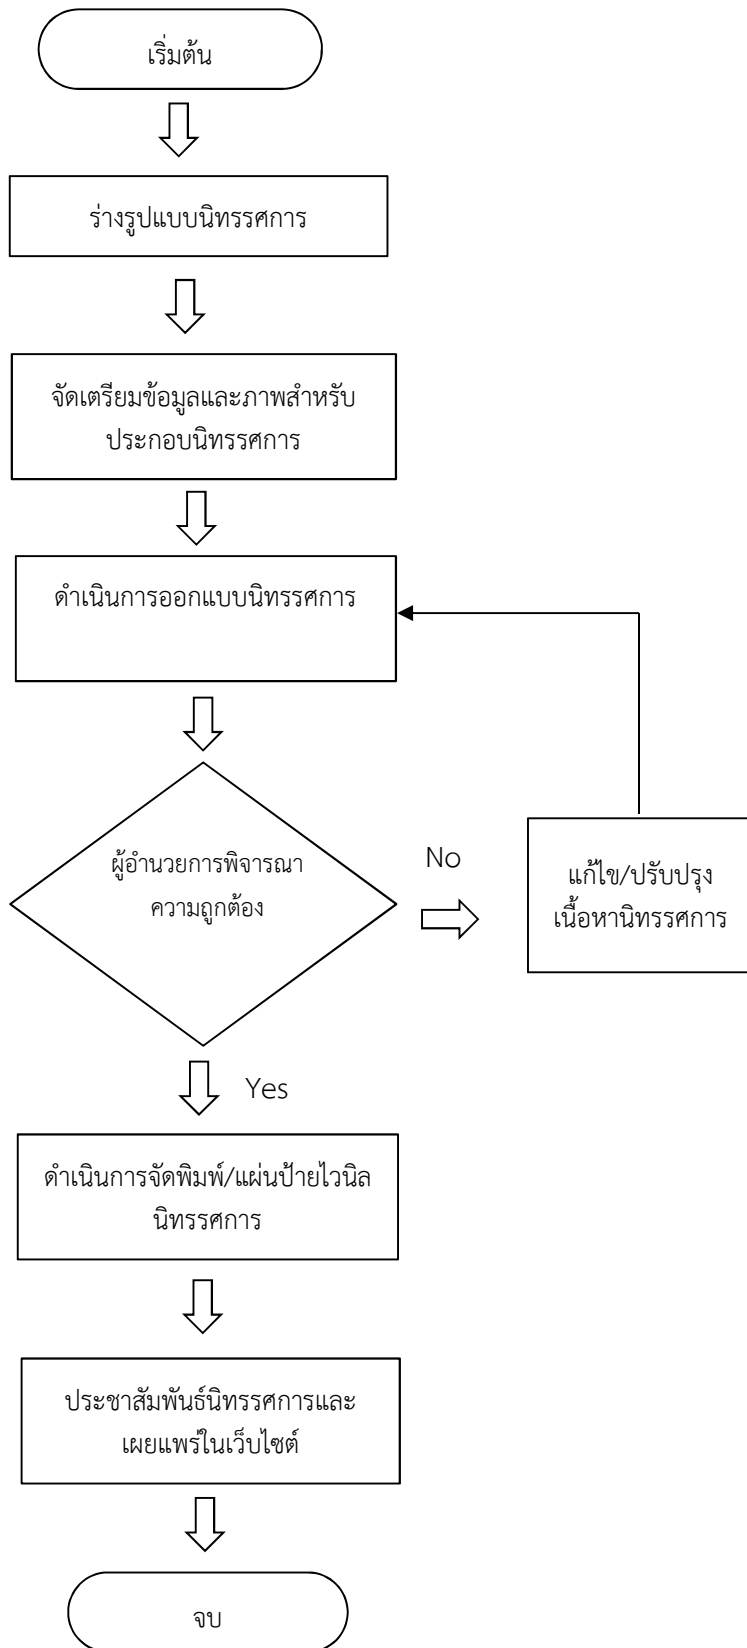 เริ่มต้น
ร่างรูปแบบนิทรรศการ
จัดเตรียมข้อมูลและภาพสำหรับ
ประกอบนิทรรศการ
ดำเนินการออกแบบนิทรรศการ
ผู้อำนวยการพิจารณา
ความถูกต้อง
No
แก้ไข/ปรับปรุง
เนื้อหานิทรรศการ
Yes
ดำเนินการจัดพิมพ์/แผ่นป้ายไวนิล
นิทรรศการ
ประชาสัมพันธ์นิทรรศการและ
เผยแพร่ในเว็บไซต์
จบ